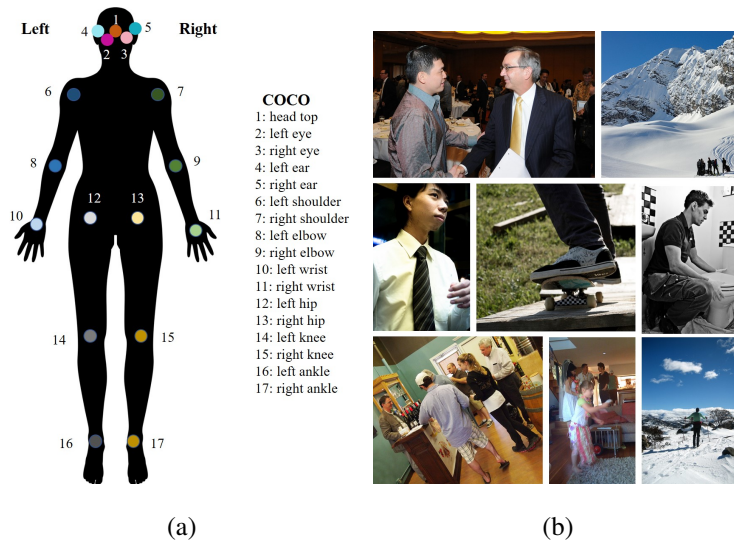 Left
Right
1
4
5
2
3
6
7
8
9
12
13
10
11
14
15
16
17
COCO
1: head top
2: left eye
3: right eye
4: left ear
5: right ear
6: left shoulder
7: right shoulder
8: left elbow
9: right elbow
10: left wrist
11: right wrist
12: left hip
13: right hip
14: left knee
15: right knee
16: left ankle
17: right ankle
(a)
(b)